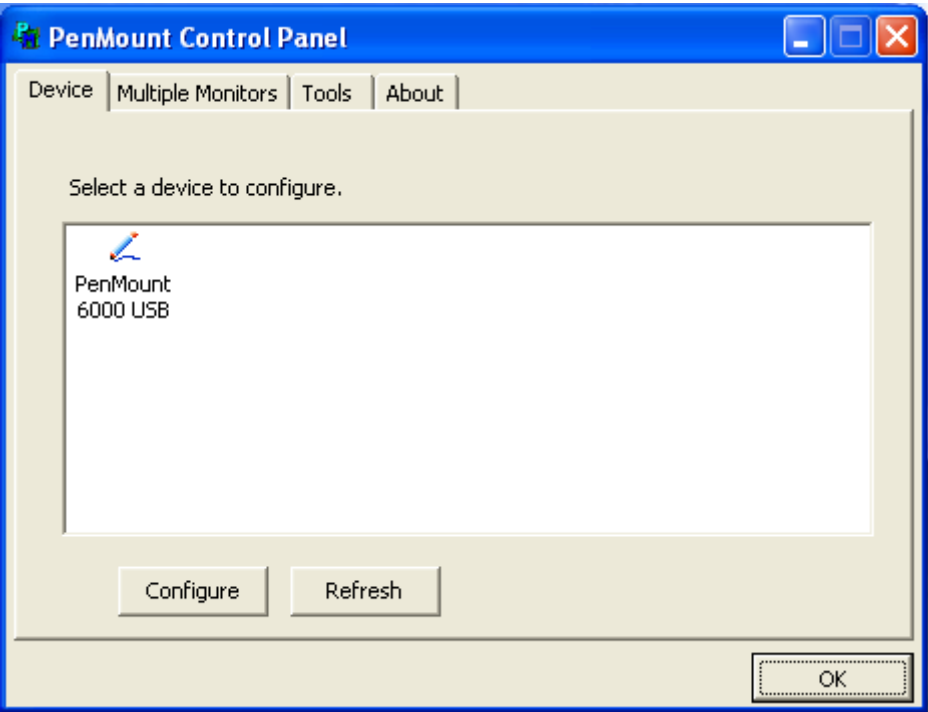 PenMount Control Panel
Device Multiple Monitors Tools About
Select a device to configure.
PenMount
6000 USB
Configure Refresh
OK